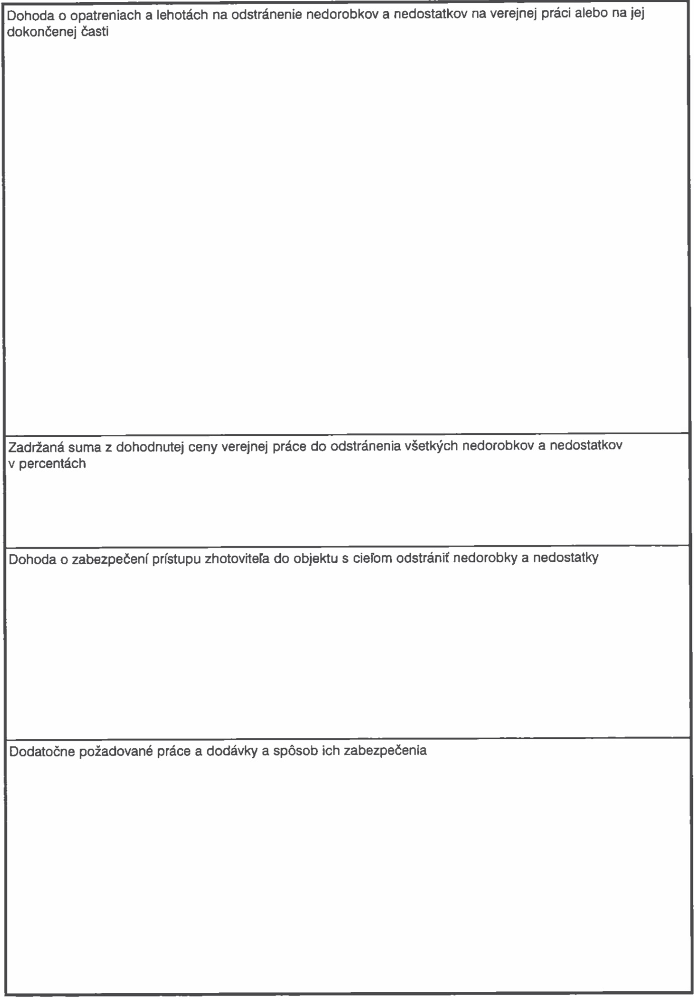 Dohoda o opatreniach a lehotách na odstránenie nedorobkov a nedostatkov na verejnej práci alebo na jej
dokončenej časti
Zadržaná suma z dohodnutej ceny verejnej práce do odstránenia všetkých nedorobkov a nedostatkov
v percentách
Dohoda o zabezpečení prístupu zhotoviteľa do objektu s cieľom odstrániť nedorobky a nedostatky
Dodatočne požadované práce a dodávky a spôsob ich zabezpečenia